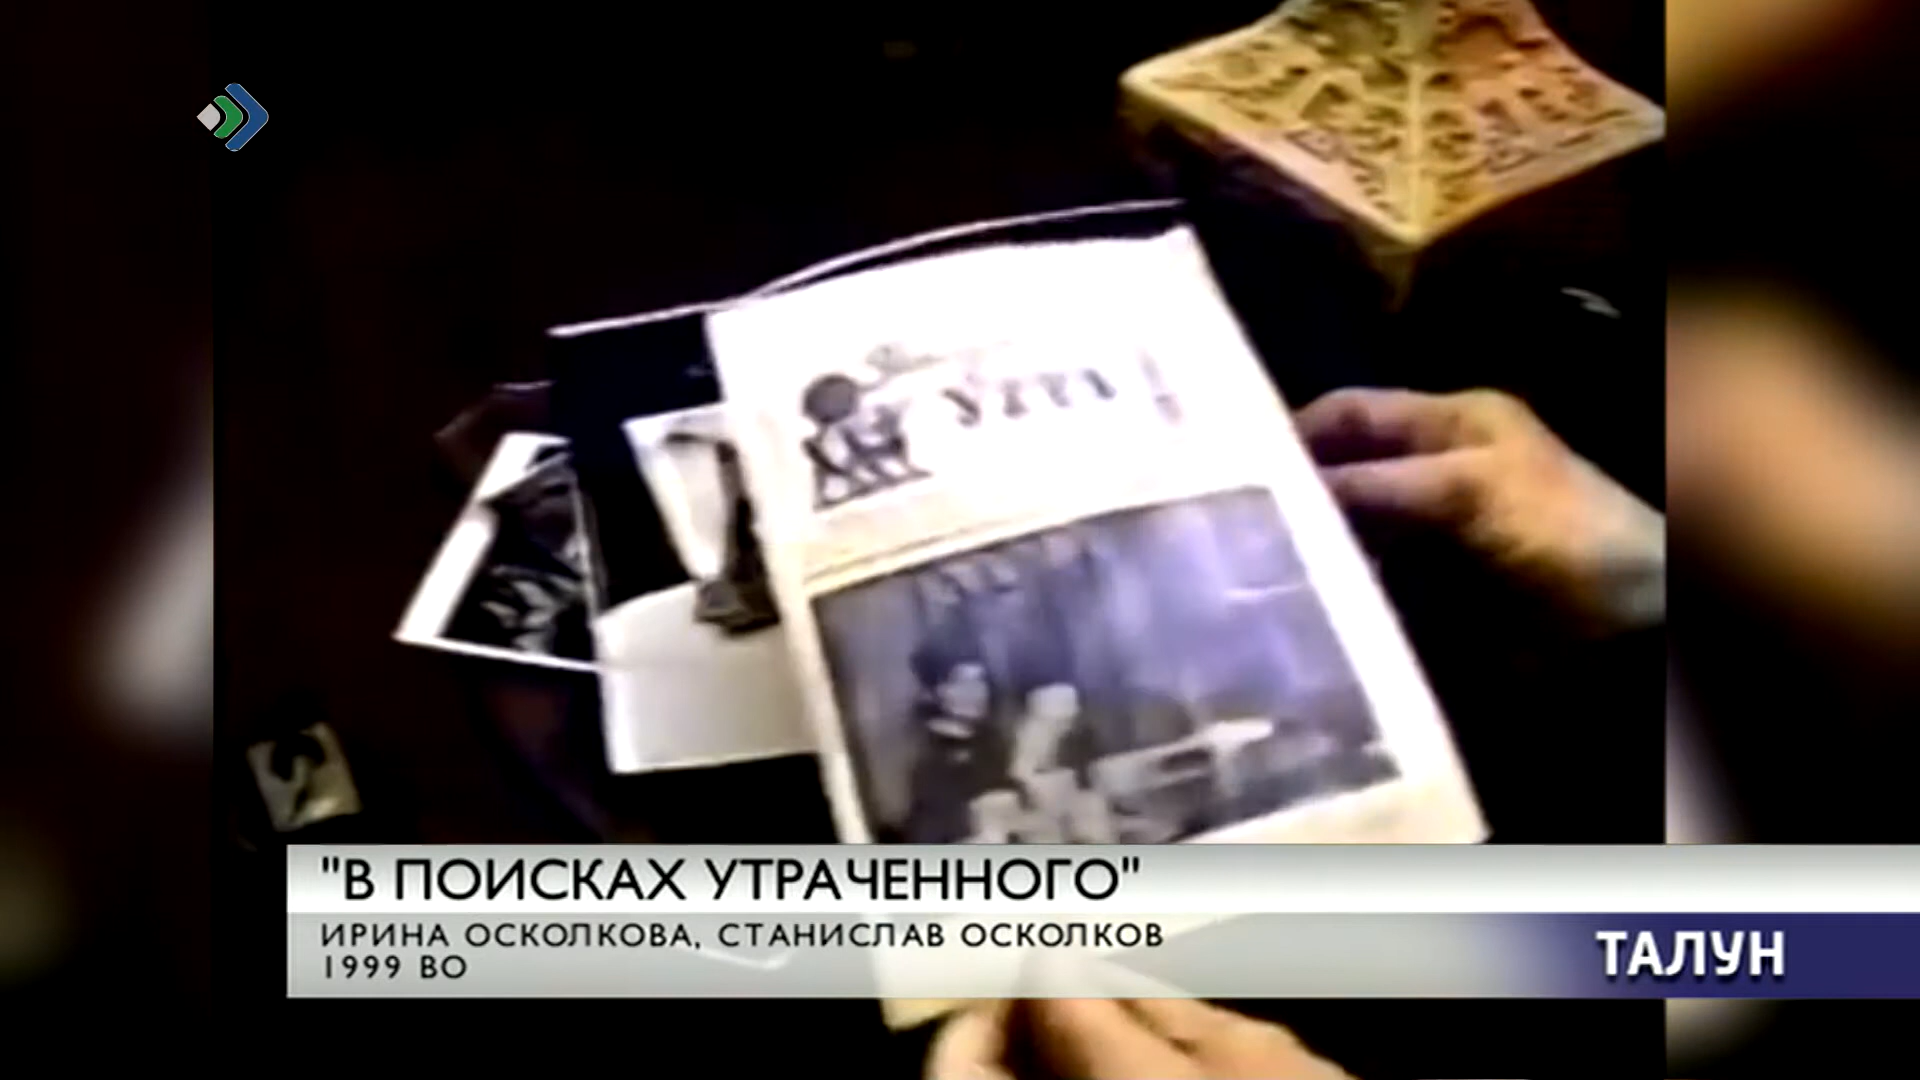 "В ПОИСКАХ УТРАЧЕННОГО"
ИРИНА ОСКОЛКОВА, СТАНИСЛАВ ОСКОЛКОВ
1999 ВО
ТАЛУН